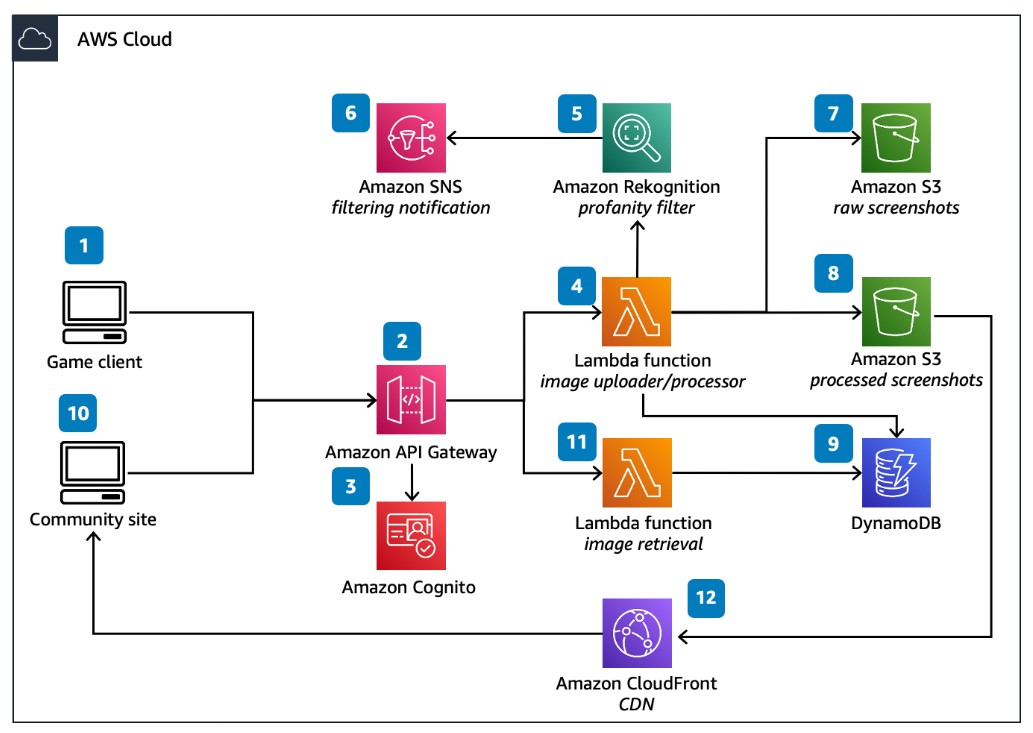 AWS Cloud
6
5
7
Amazon SNS
filtering notification
Amazon Rekognition
profanity filter
Amazon S3
raw screenshots
1
Game client
4
8
Lambda function
image uploader/processor
Amazon S3
processed screenshots
2
</>
Amazon API Gateway
10
Community site
3
Amazon Cognito
11
Lambda function
image retrieval
9
DynamoDB
12
Amazon CloudFront
CDN